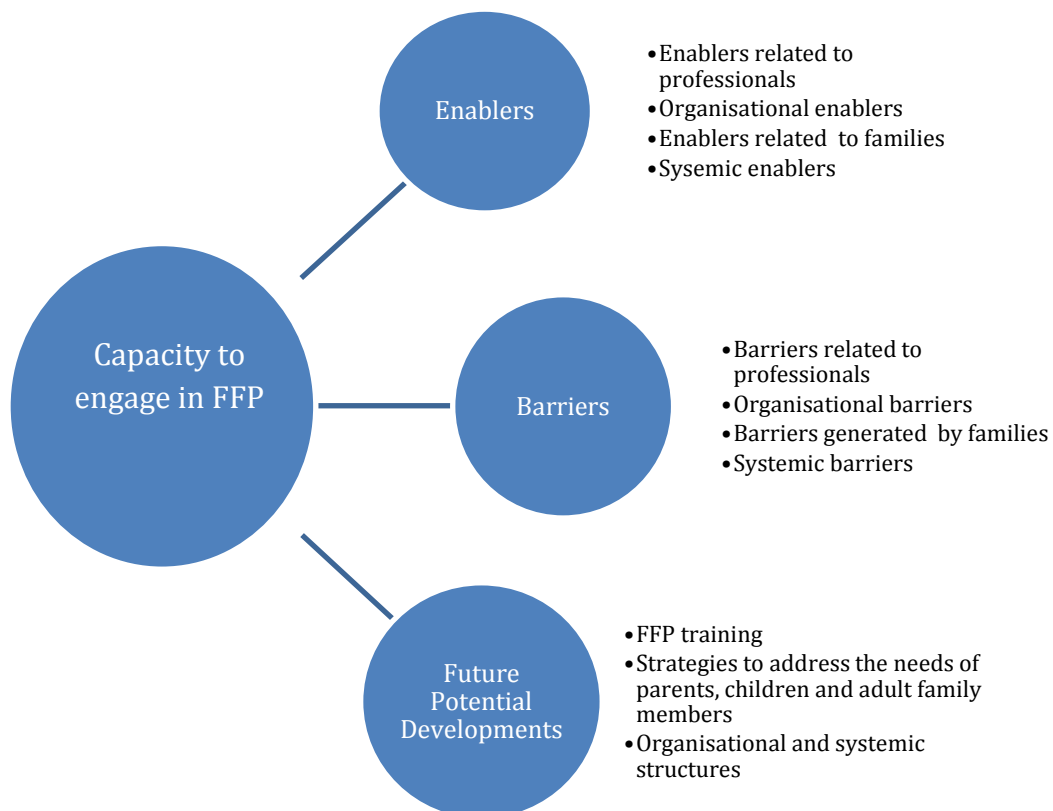 Capacity to
engage in FFP
Enablers
•Enablers related to
professionals
•Organisational enablers
•Enablers related  to families
•Sysemic enablers
Barriers
•Barriers related to
professionals
•Organisational barriers
•Barriers generated  by families
•Systemic barriers
Future
Potential
Developments
•FFP training
•Strategies to address the needs of
parents, children and adult family
members
•Organisational and systemic
structures